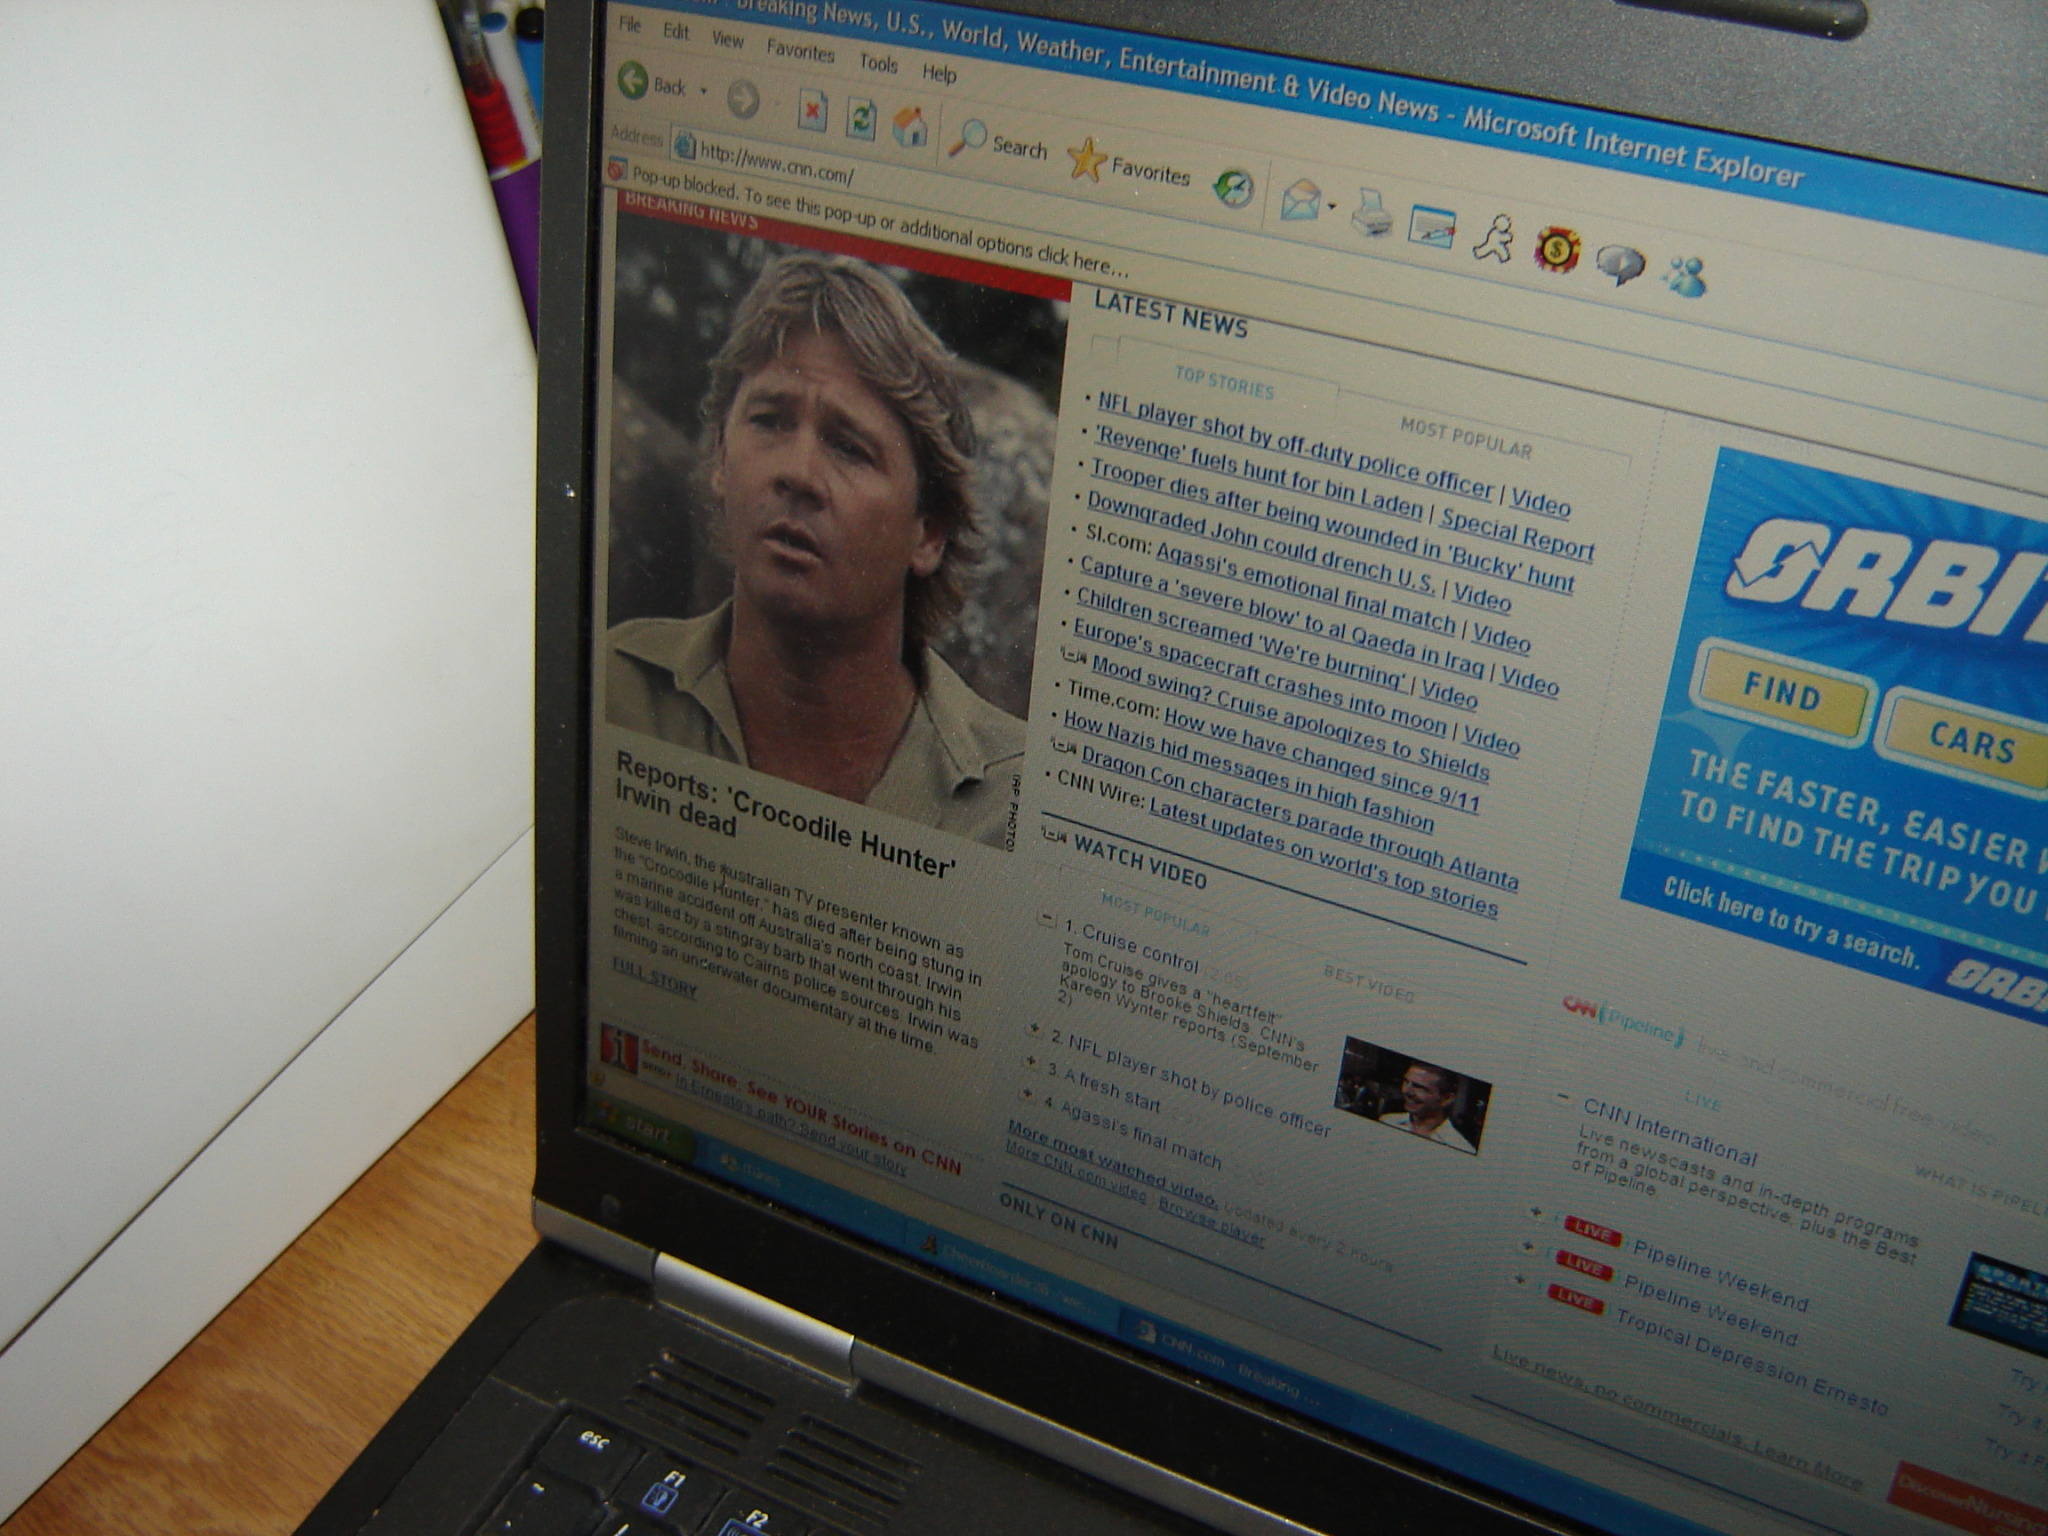 Breaking News, U.S., World, Weather, Entertainment & Video News - Microsoft Internet Explorer
File Edit View Favorites Tools Help
Back Search Favorites
Address http://www.cnn.com/
Pop-up blocked. To see this pop-up or additional options click here...
BREAKING NEWS
Reports: 'Crocodile Hunter'
Irwin dead
(AP PHOTO)
Steve Irwin, the Australian TV presenter known as
the "Crocodile Hunter," has died after being stung in
a marine accident off Australia's north coast. Irwin
was killed by a stingray barb that went through his
chest, according to Cairns police sources. Irwin was
filming an underwater documentary at the time.
FULL STORY
Send, Share, See YOUR Stories on CNN
In Ernesto's path? Send your story
LATEST NEWS
TOP STORIES
MOST POPULAR
• NFL player shot by off-duty police officer | Video
• 'Revenge' fuels hunt for bin Laden | Special Report
• Trooper dies after being wounded in 'Bucky' hunt
• Downgraded John could drench U.S. | Video
• SI.com: Agassi's emotional final match | Video
• Capture a 'severe blow' to al Qaeda in Iraq | Video
• Children screamed 'We're burning' | Video
• Europe's spacecraft crashes into moon | Video
Mood swing? Cruise apologizes to Shields
• Time.com: How we have changed since 9/11
• How Nazis hid messages in high fashion
Dragon Con characters parade through Atlanta
• CNN Wire: Latest updates on world's top stories
WATCH VIDEO
MOST POPULAR
BEST VIDEO
1. Cruise control
Tom Cruise gives a "heartfelt"
apology to Brooke Shields. CNN's
Kareen Wynter reports (September
2)
2. NFL player shot by police officer
3. A fresh start
4. Agassi's final match
More most watched video, updated every 2 hours
More CNN.com video Browse player
ONLY ON CNN
FIND
CARS
THE FASTER, EASIER
TO FIND THE TRIP YOU
Click here to try a search.
CNN Pipeline live and commercial free video
LIVE
WHAT IS
CNN International
Live newscasts and in-depth programs
from a global perspective, plus the Best
of Pipeline.
LIVE Pipeline Weekend
LIVE Pipeline Weekend
LIVE Tropical Depression Ernesto
Try
Try
Try
Live news, no commercials. Learn More
start
CNN.com - Breaking ...
esc
F1
F2